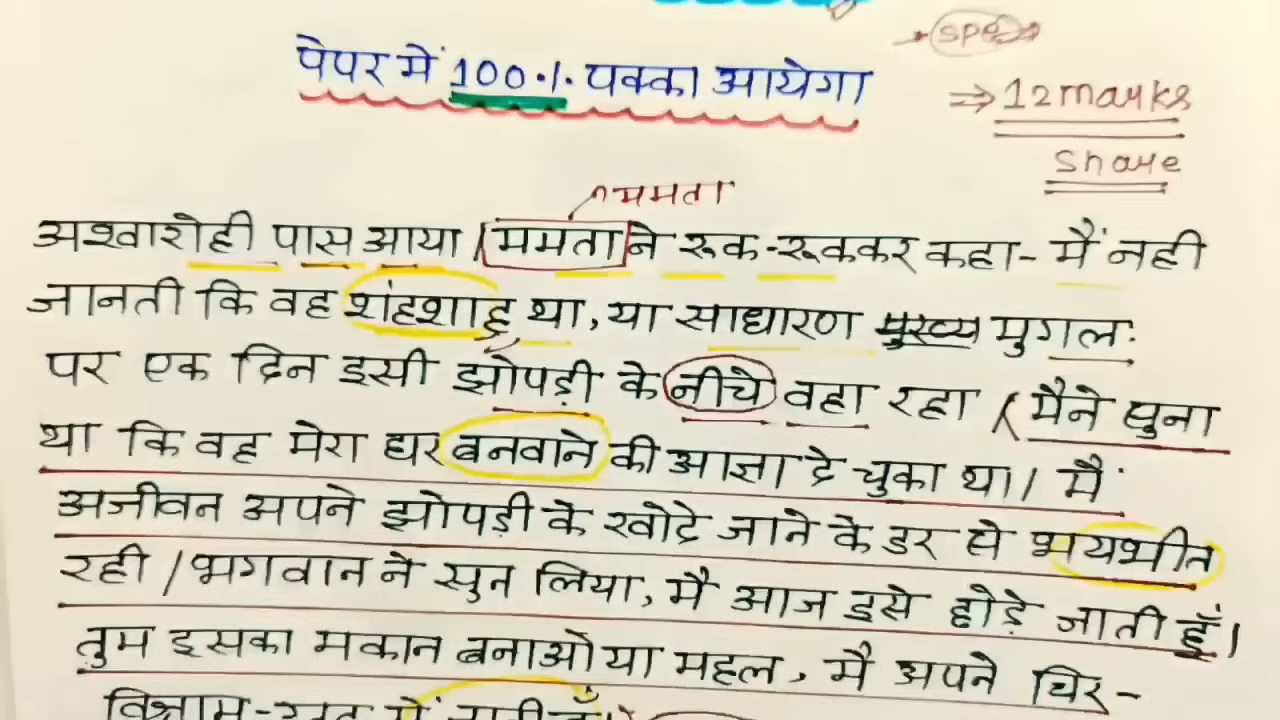 पेपर में 100% पक्का आयेगा
⇒ 12 marks
Share
ममता
अश्वारोही पास आया / ममता ने रूक-रूककर कहा- मैं नही
जानती कि वह शंहशाह था, या साधारण मुगल
पर एक दिन इसी झोपड़ी के नीचे वहा रहा (मैने सुना
था कि वह मेरा घर बनवाने की आज्ञा दे चुका था। मै
अजीवन अपने झोपड़ी के खोदे जाने के डर से भयभीत
रही / भगवान ने सुन लिया, मै आज इसे छोड़े जाती हूँ।
तुम इसका मकान बनाओ या महल, मै अपने चिर-